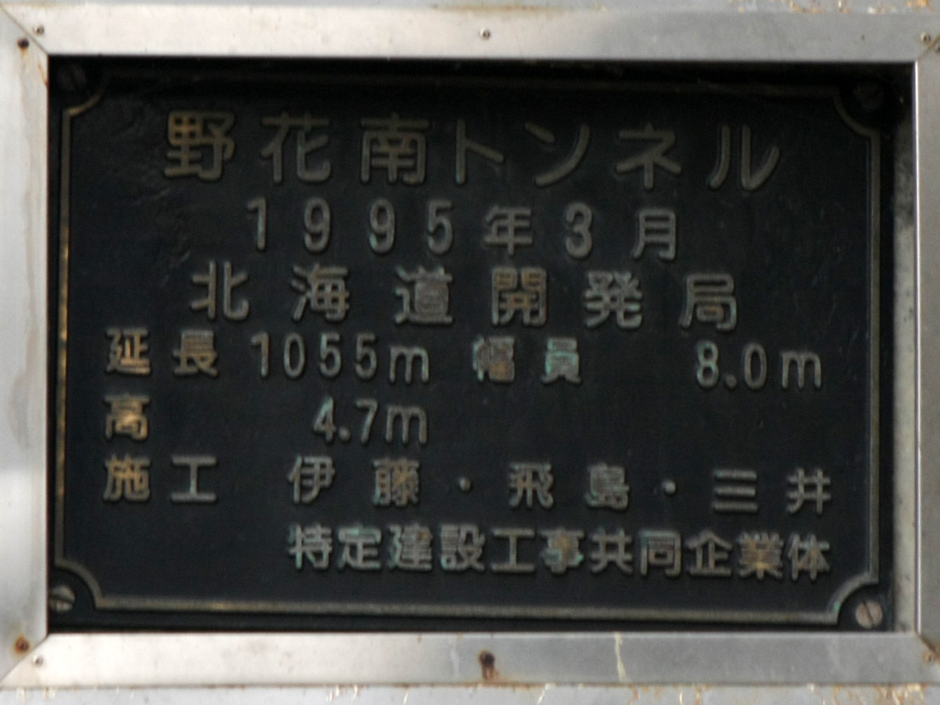 野花南トンネル
1995年3月
北海道開発局
延長 1055m 幅員 8.0m
高 4.7m
施工 伊藤・飛島・三井
特定建設工事共同企業体